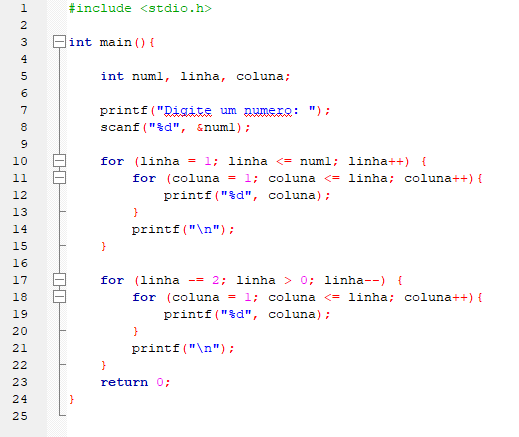 1 #include <stdio.h>
2
3 int main(){
4
5     int num1, linha, coluna;
6
7     printf("Digite um numero: ");
8     scanf("%d", &num1);
9
10     for (linha = 1; linha <= num1; linha++) {
11         for (coluna = 1; coluna <= linha; coluna++){
12             printf("%d", coluna);
13         }
14         printf("\n");
15     }
16
17     for (linha -= 2; linha > 0; linha--) {
18         for (coluna = 1; coluna <= linha; coluna++){
19             printf("%d", coluna);
20         }
21         printf("\n");
22     }
23     return 0;
24 }
25